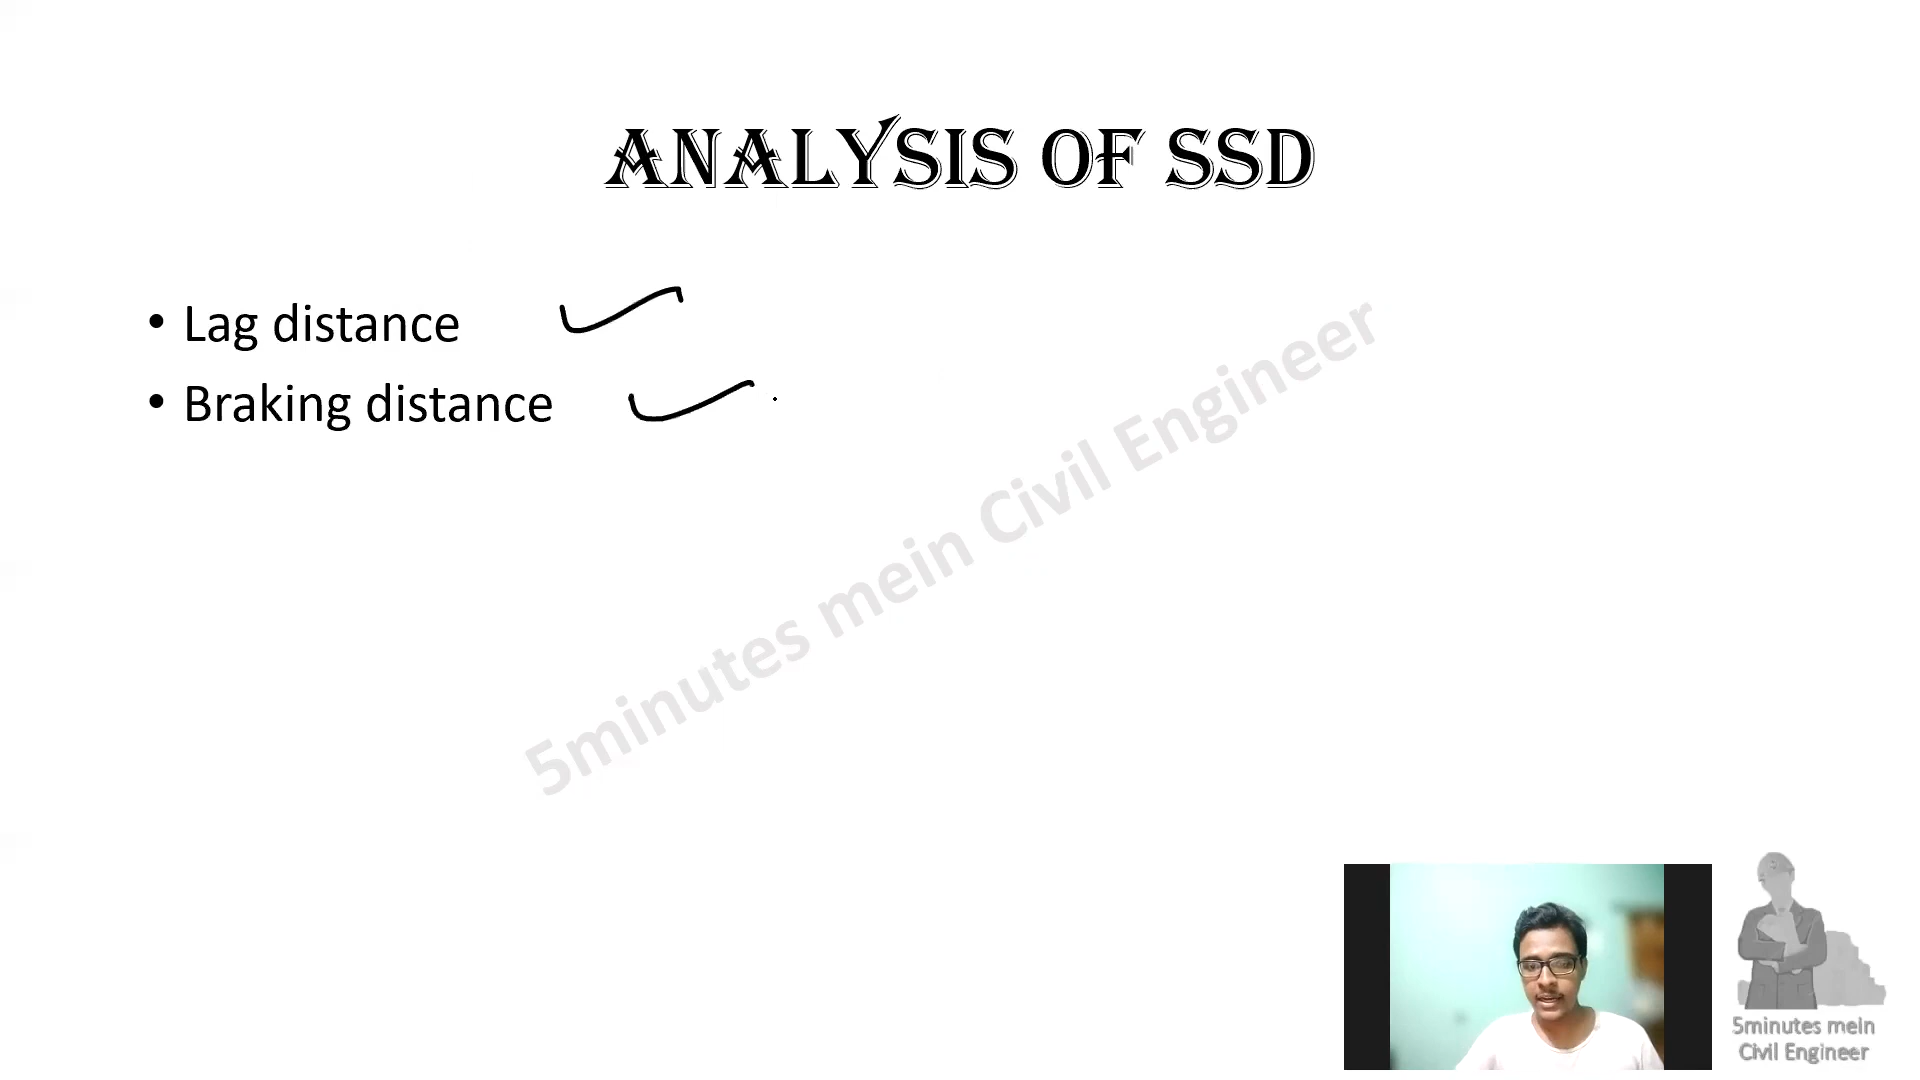 ANALYSIS OF SSD
• Lag distance
• Braking distance
5minutes mein Civil Engineer
5minutes mein
Civil Engineer